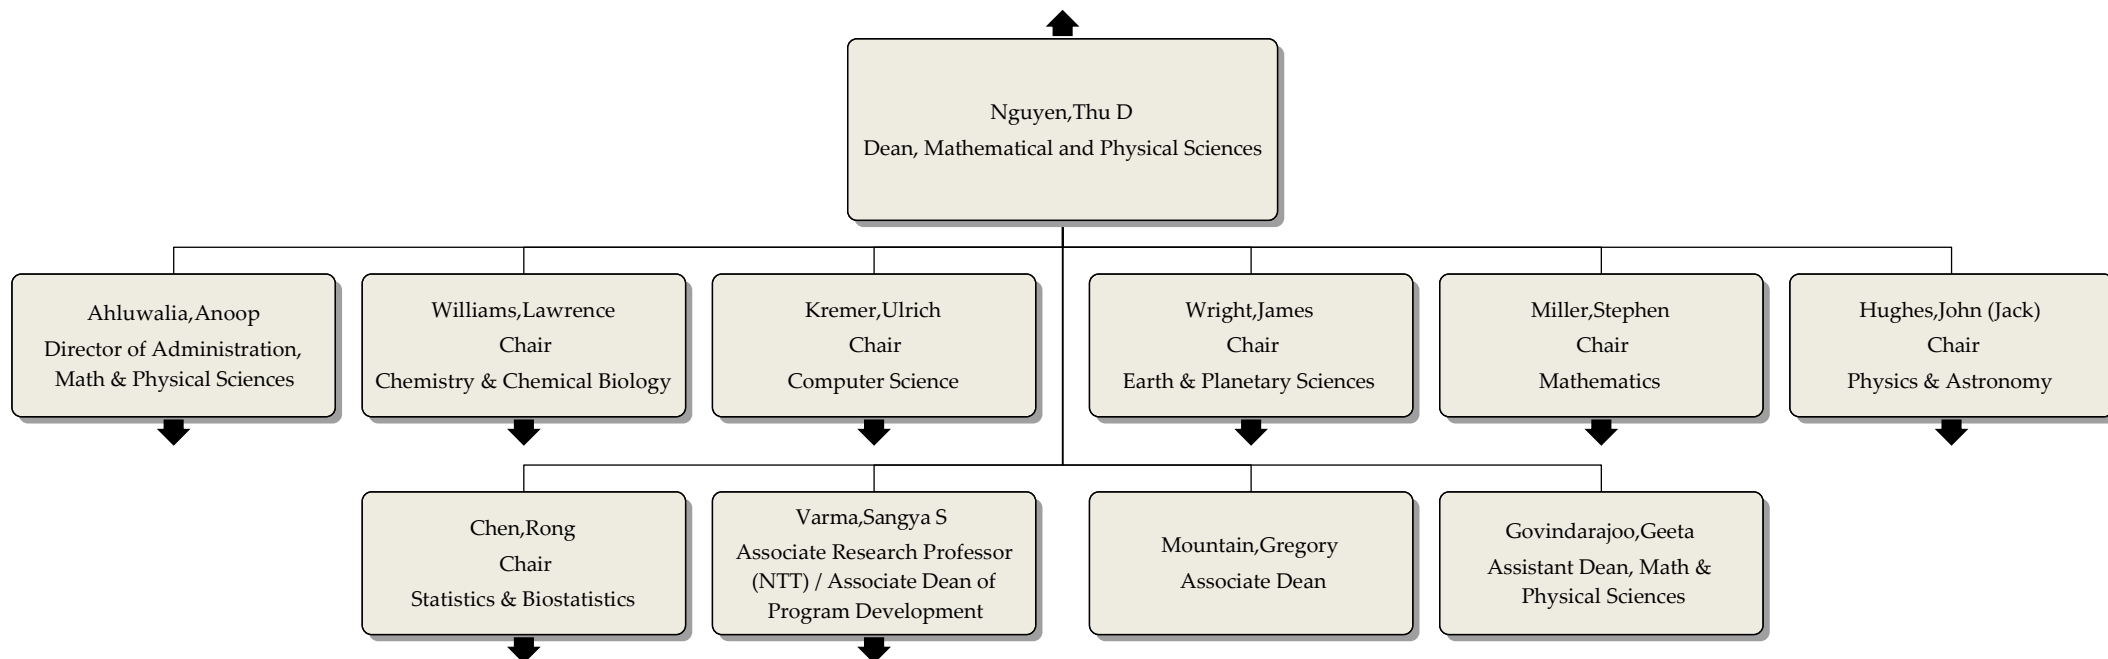 Nguyen,Thu D
Dean, Mathematical and Physical Sciences
Ahluwalia,Anoop
Director of Administration,
Math & Physical Sciences
Williams,Lawrence
Chair
Chemistry & Chemical Biology
Kremer,Ulrich
Chair
Computer Science
Wright,James
Chair
Earth & Planetary Sciences
Miller,Stephen
Chair
Mathematics
Hughes,John (Jack)
Chair
Physics & Astronomy
Chen,Rong
Chair
Statistics & Biostatistics
Varma,Sangya S
Associate Research Professor
(NTT) / Associate Dean of
Program Development
Mountain,Gregory
Associate Dean
Govindarajoo,Geeta
Assistant Dean, Math &
Physical Sciences